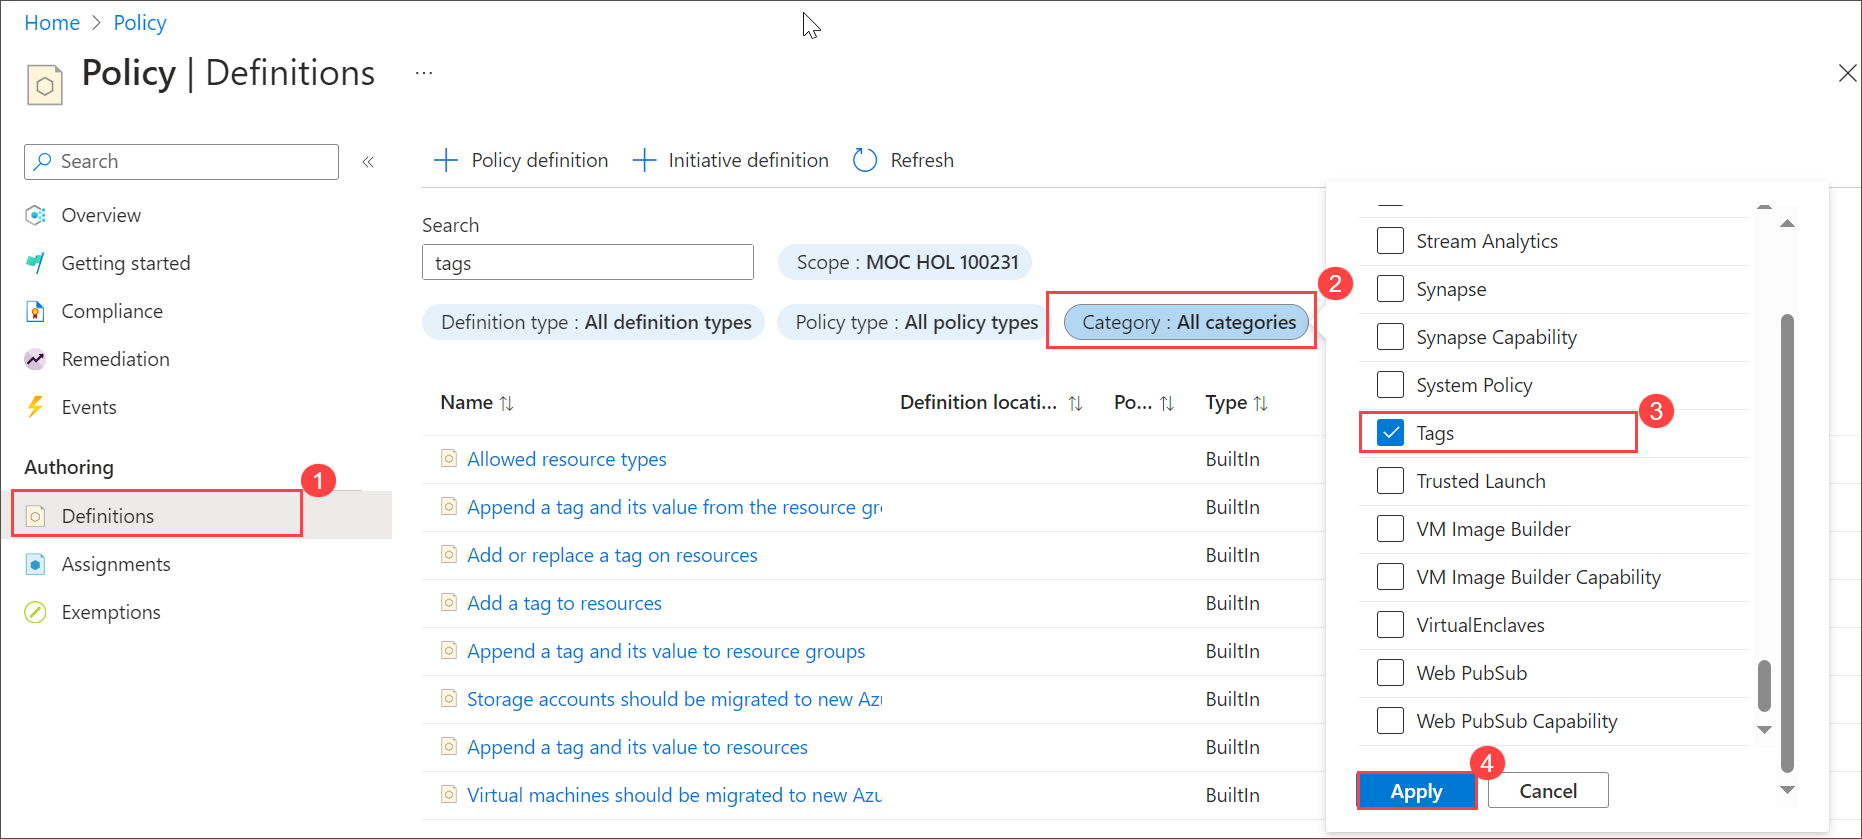 Home > Policy
Policy | Definitions ...
Search «
Overview
Getting started
Compliance
Remediation
Events
Authoring
1
Definitions
Assignments
Exemptions
+ Policy definition + Initiative definition Refresh
Search
tags
Scope : MOC HOL 100231
Definition type : All definition types
Policy type : All policy types
Category : All categories
2
Name ↑↓ Definition locati... ↑↓ Po... ↑↓ Type ↑↓
Allowed resource types BuiltIn
Append a tag and its value from the resource gr BuiltIn
Add or replace a tag on resources BuiltIn
Add a tag to resources BuiltIn
Append a tag and its value to resource groups BuiltIn
Storage accounts should be migrated to new Azu BuiltIn
Append a tag and its value to resources BuiltIn
Virtual machines should be migrated to new Azu BuiltIn
Stream Analytics
Synapse
Synapse Capability
System Policy
3
Tags
Trusted Launch
VM Image Builder
VM Image Builder Capability
VirtualEnclaves
Web PubSub
Web PubSub Capability
4
Apply Cancel